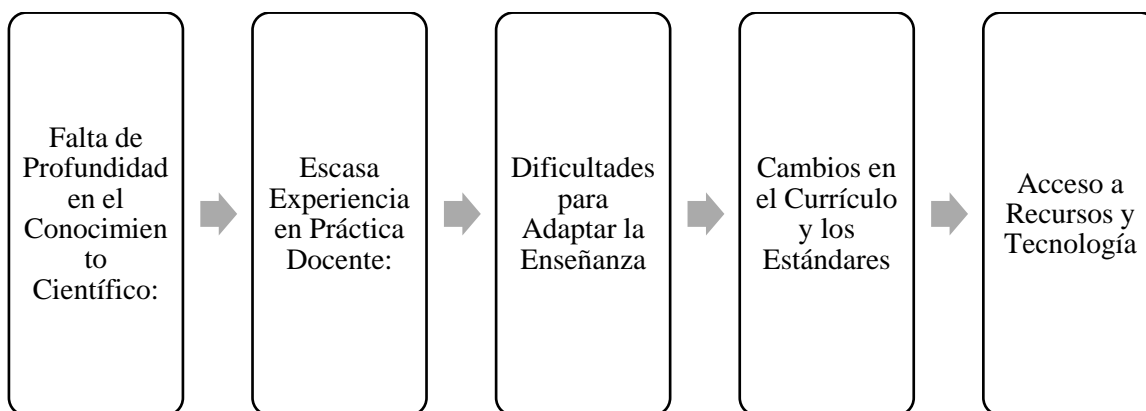 Falta de
Profundidad
en el
Conocimien
to
Científico:
Escasa
Experiencia
en Práctica
Docente:
Dificultades
para
Adaptar la
Enseñanza
Cambios en
el Currículo
y los
Estándares
Acceso a
Recursos y
Tecnología